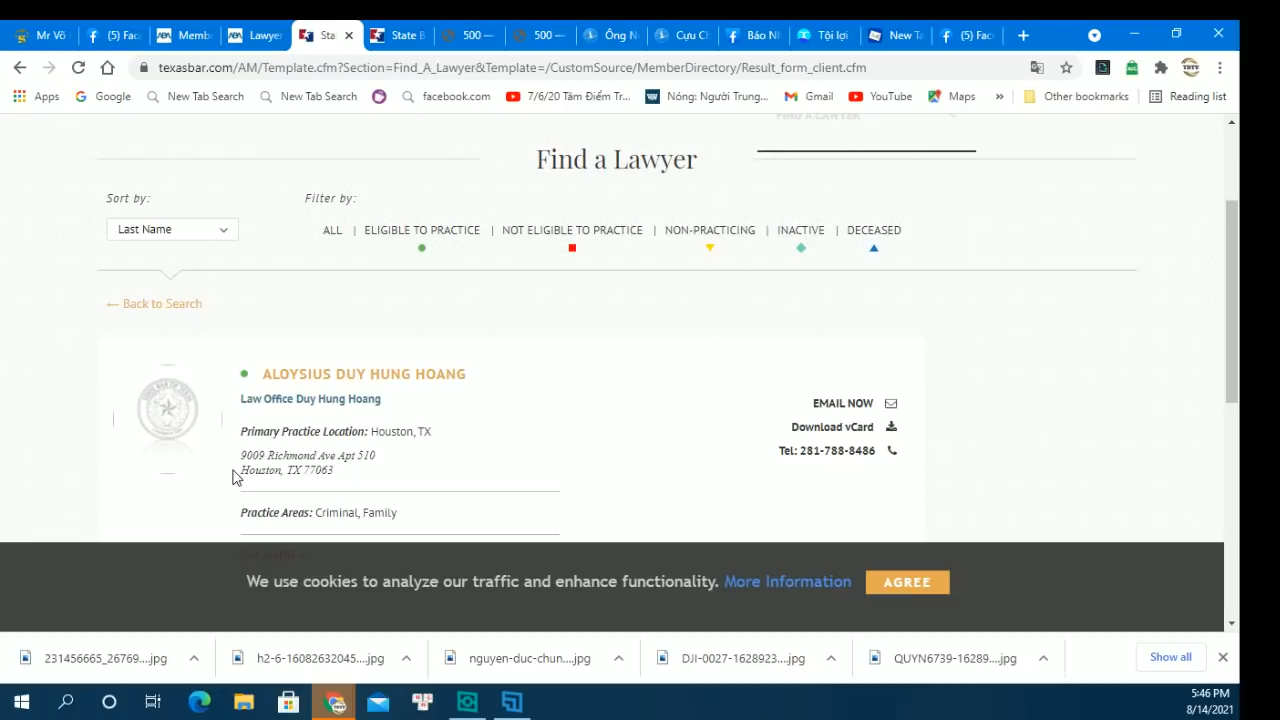 Mr Võ
(5) Fac
Memb
Lawyer
Sta
State B
500 —
500 —
Ông N
Cựu Ch
Báo Nh
Tội lợi
New Ta
(5) Fac
texasbar.com/AM/Template.cfm?Section=Find_A_Lawyer&Template=/CustomSource/MemberDirectory/Result_form_client.cfm
Apps
Google
New Tab Search
New Tab Search
facebook.com
7/6/20 Tâm Điểm Tr...
Nóng: Người Trung...
Gmail
YouTube
Maps
»
Other bookmarks
Reading list
FIND A LAWYER
Find a Lawyer
Sort by:
Filter by:
Last Name
ALL | ELIGIBLE TO PRACTICE | NOT ELIGIBLE TO PRACTICE | NON-PRACTICING | INACTIVE | DECEASED
← Back to Search
ALOYSIUS DUY HUNG HOANG
Law Office Duy Hung Hoang
EMAIL NOW
Download vCard
Primary Practice Location: Houston, TX
Tel: 281-788-8486
9009 Richmond Ave Apt 510
Houston, TX 77063
Practice Areas: Criminal, Family
We use cookies to analyze our traffic and enhance functionality. More Information
AGREE
231456665_26769....jpg
h2-6-16082632045....jpg
nguyen-duc-chun....jpg
DJI-0027-1628923....jpg
QUYN6739-16289....jpg
Show all
5:46 PM
8/14/2021